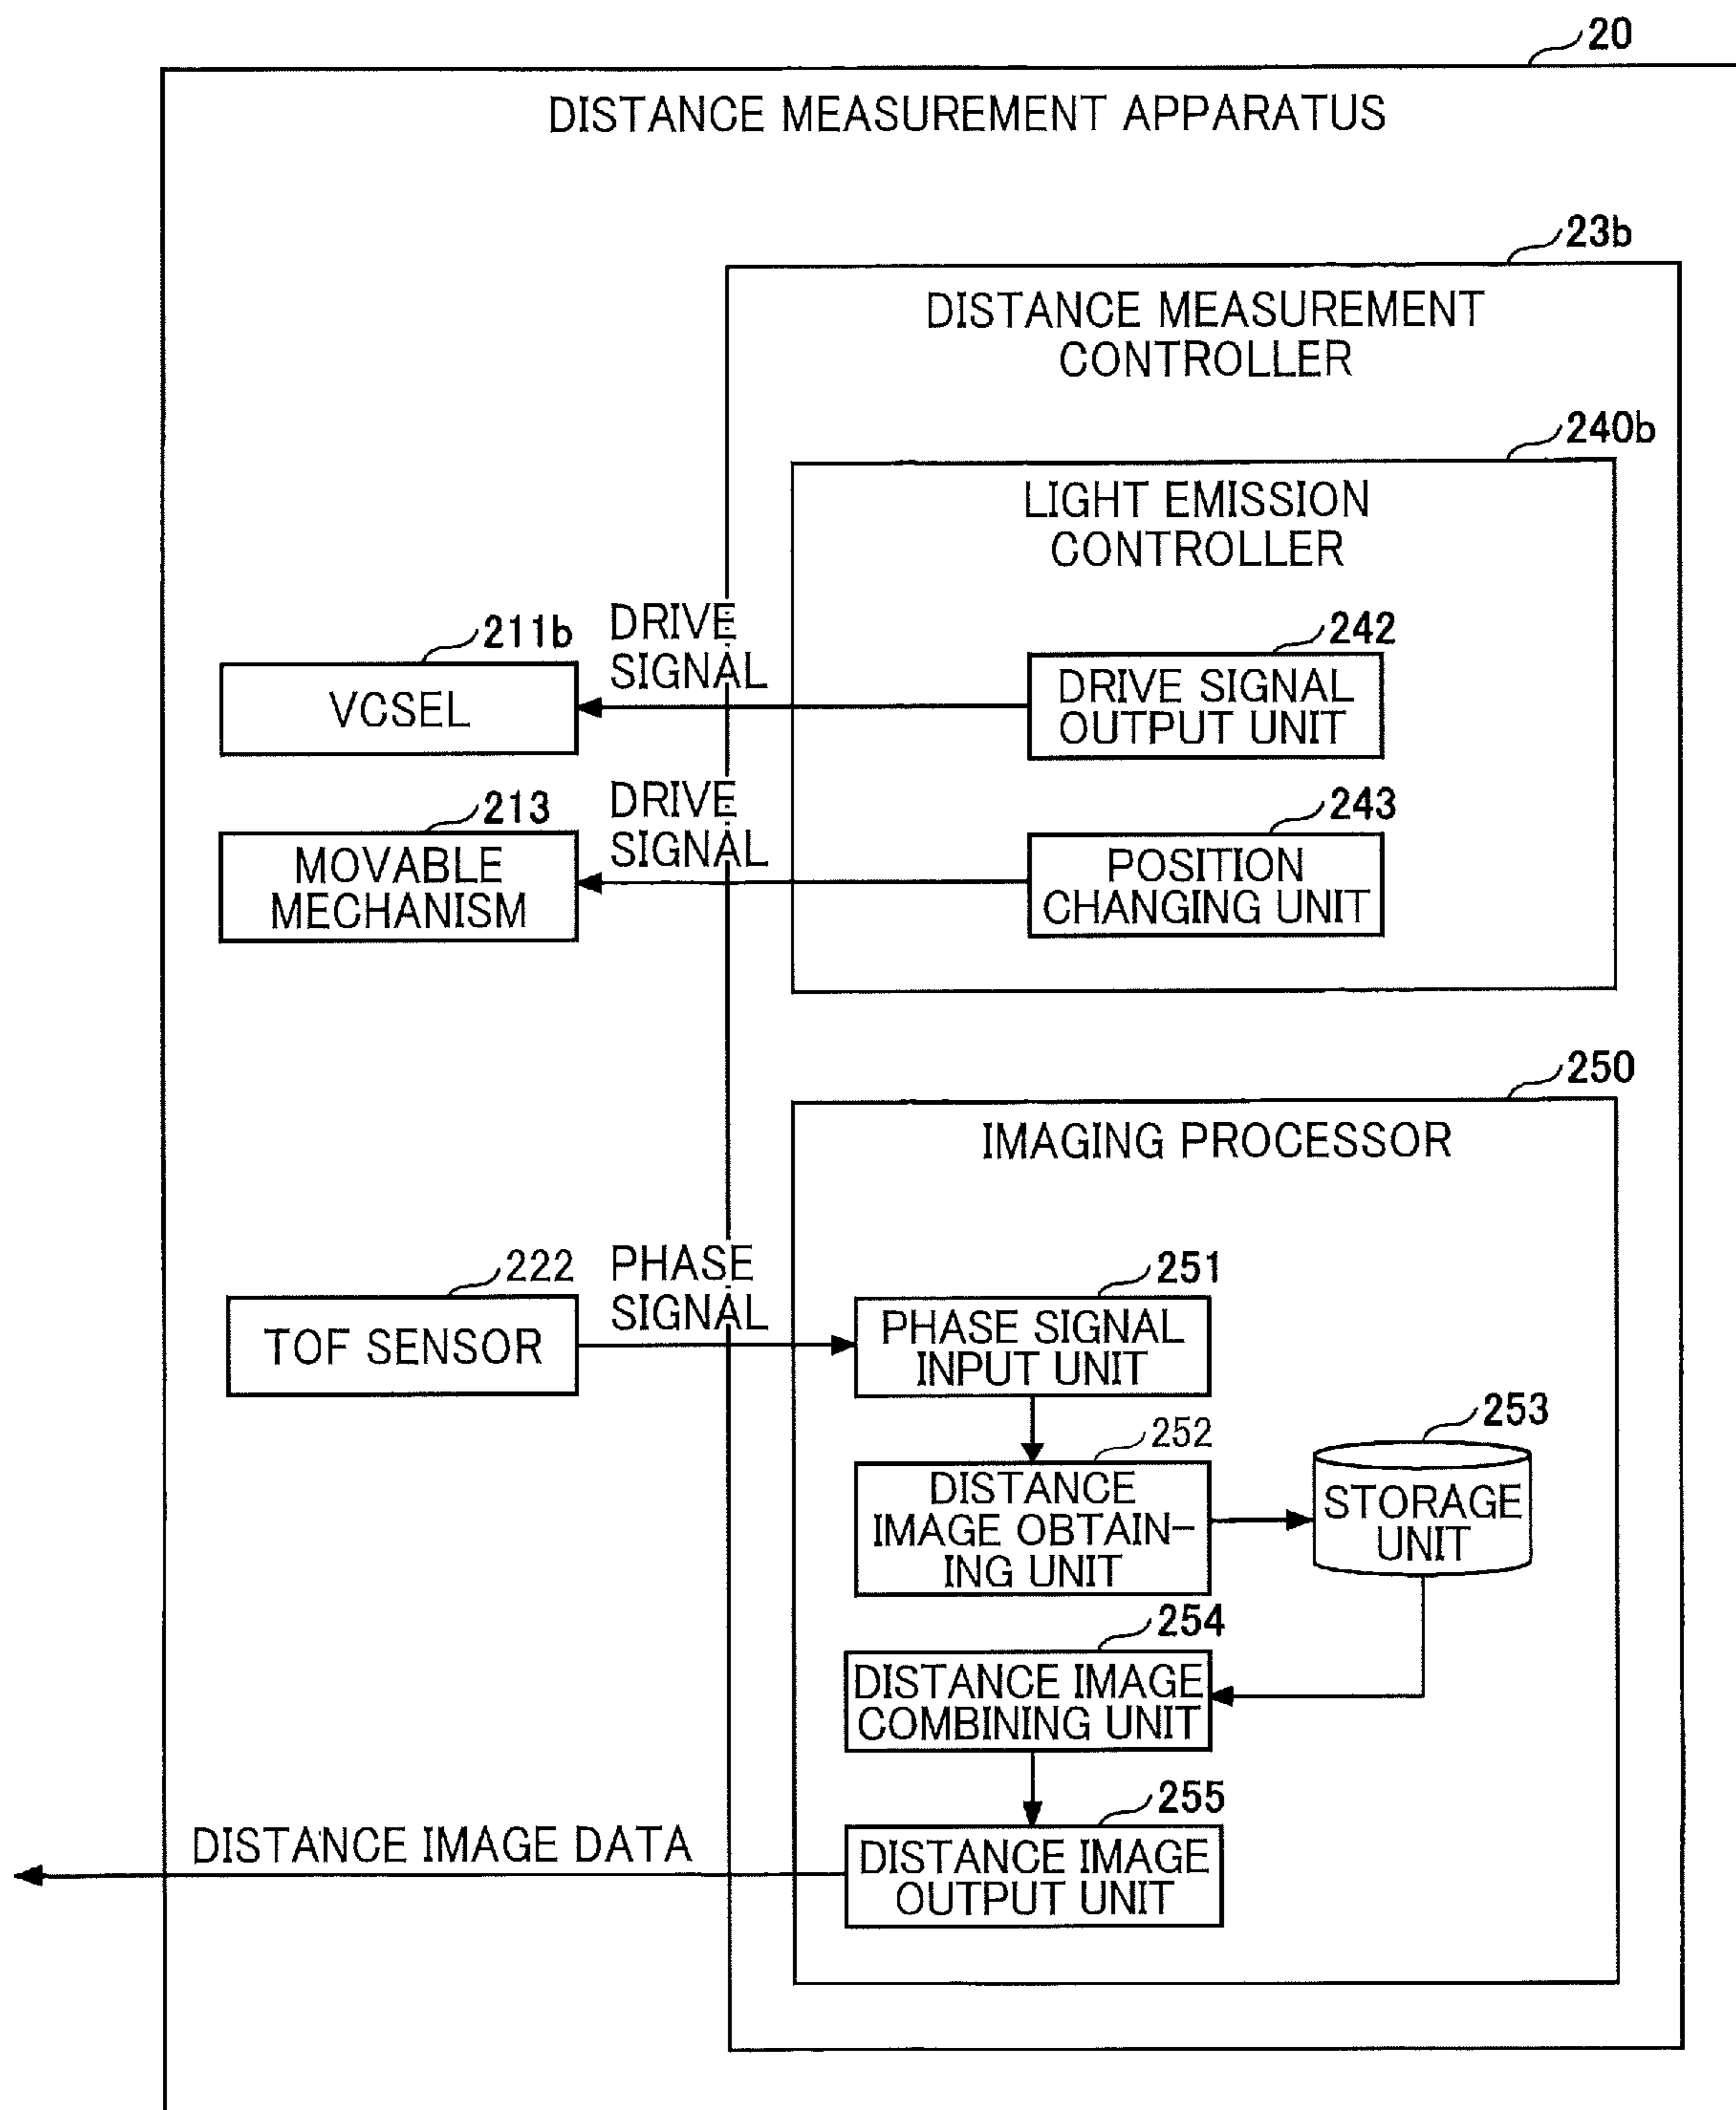 20
DISTANCE MEASUREMENT APPARATUS
23b
DISTANCE MEASUREMENT
CONTROLLER
240b
LIGHT EMISSION
CONTROLLER
211b
VCSEL
DRIVE
SIGNAL
242
DRIVE SIGNAL
OUTPUT UNIT
213
MOVABLE
MECHANISM
DRIVE
SIGNAL
243
POSITION
CHANGING UNIT
250
IMAGING PROCESSOR
222
TOF SENSOR
PHASE
SIGNAL
251
PHASE SIGNAL
INPUT UNIT
252
DISTANCE
IMAGE OBTAIN-
ING UNIT
253
STORAGE
UNIT
254
DISTANCE IMAGE
COMBINING UNIT
255
DISTANCE IMAGE
OUTPUT UNIT
DISTANCE IMAGE DATA